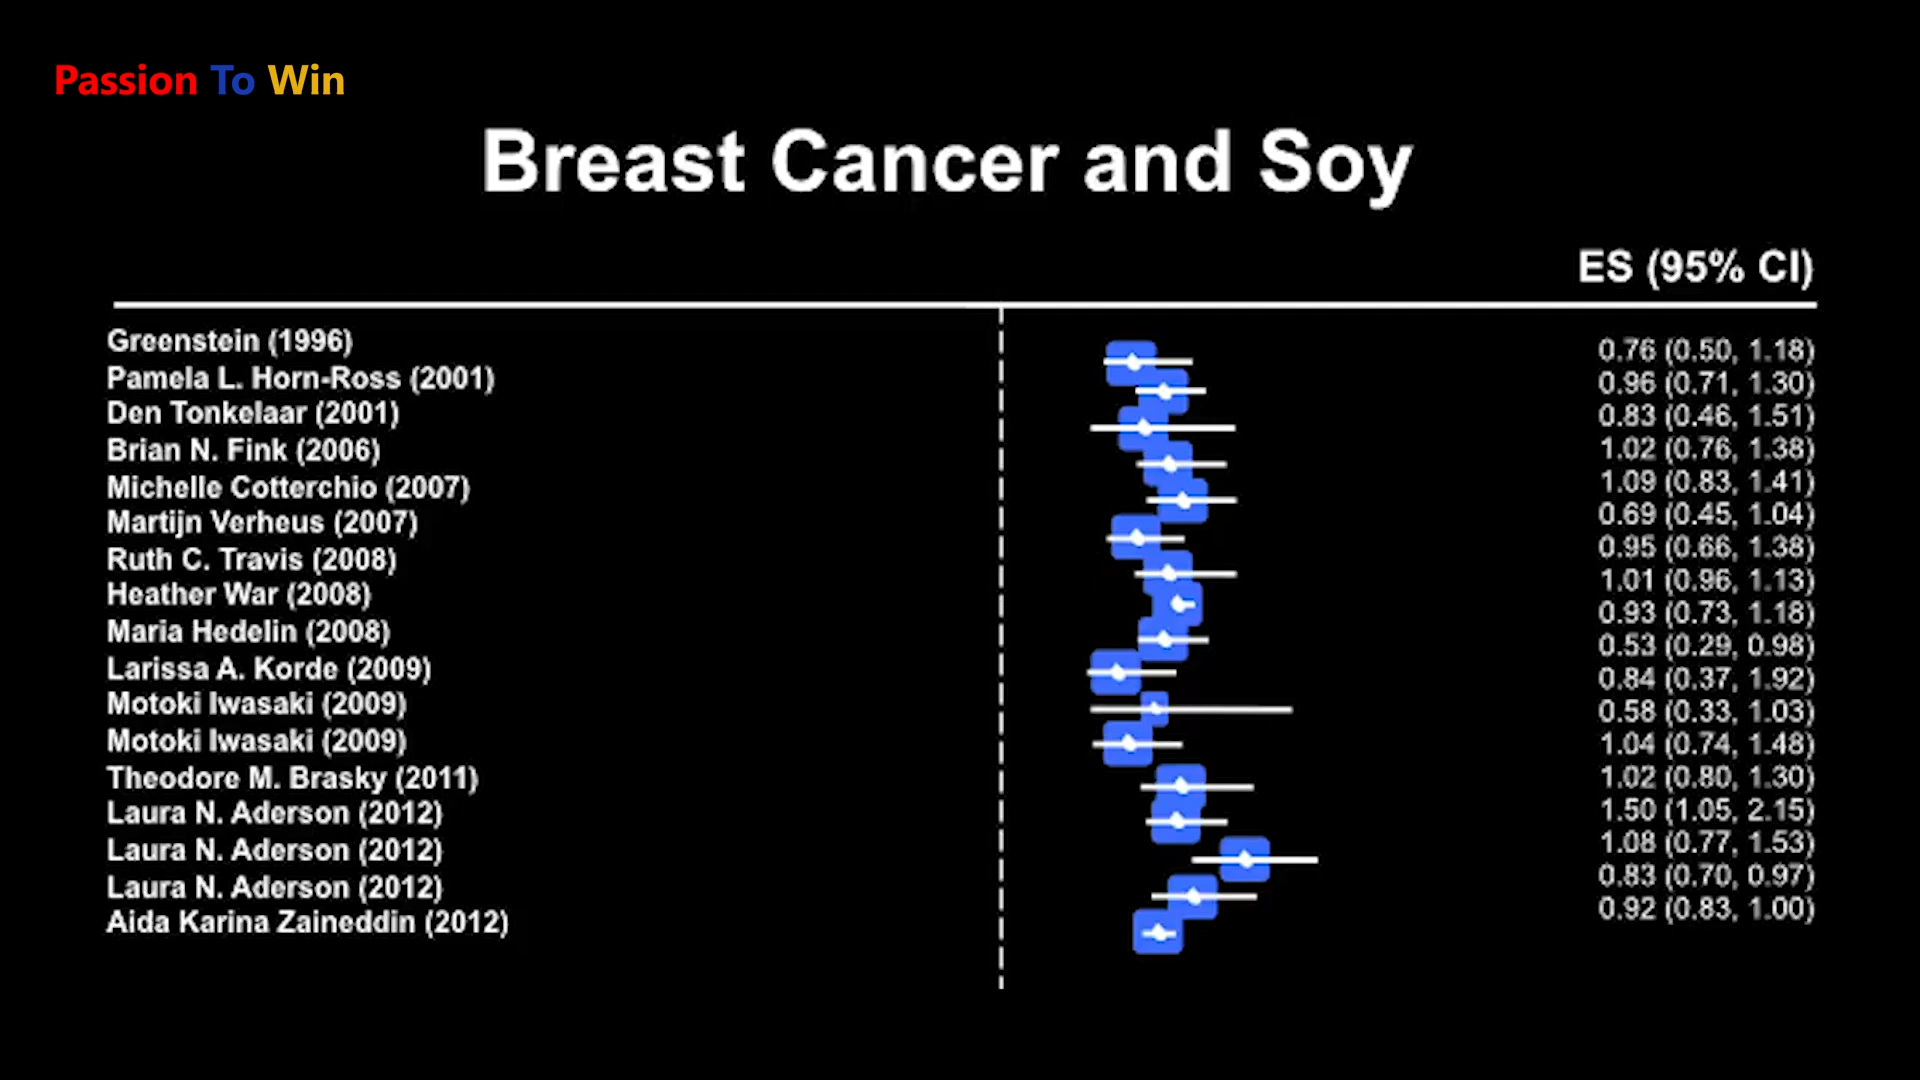 Passion To Win
Breast Cancer and Soy
ES (95% CI)
Greenstein (1996)
0.76 (0.50, 1.18)
Pamela L. Horn-Ross (2001)
0.96 (0.71, 1.30)
Den Tonkelaar (2001)
0.83 (0.46, 1.51)
Brian N. Fink (2006)
1.02 (0.76, 1.38)
Michelle Cotterchio (2007)
1.09 (0.83, 1.41)
Martijn Verheus (2007)
0.69 (0.45, 1.04)
Ruth C. Travis (2008)
0.95 (0.66, 1.38)
Heather War (2008)
1.01 (0.96, 1.13)
Maria Hedelin (2008)
0.93 (0.73, 1.18)
Larissa A. Korde (2009)
0.53 (0.29, 0.98)
Motoki Iwasaki (2009)
0.84 (0.37, 1.92)
Motoki Iwasaki (2009)
0.58 (0.33, 1.03)
Theodore M. Brasky (2011)
1.04 (0.74, 1.48)
Laura N. Aderson (2012)
1.02 (0.80, 1.30)
Laura N. Aderson (2012)
1.50 (1.05, 2.15)
Laura N. Aderson (2012)
1.08 (0.77, 1.53)
Aida Karina Zaineddin (2012)
0.83 (0.70, 0.97)
0.92 (0.83, 1.00)